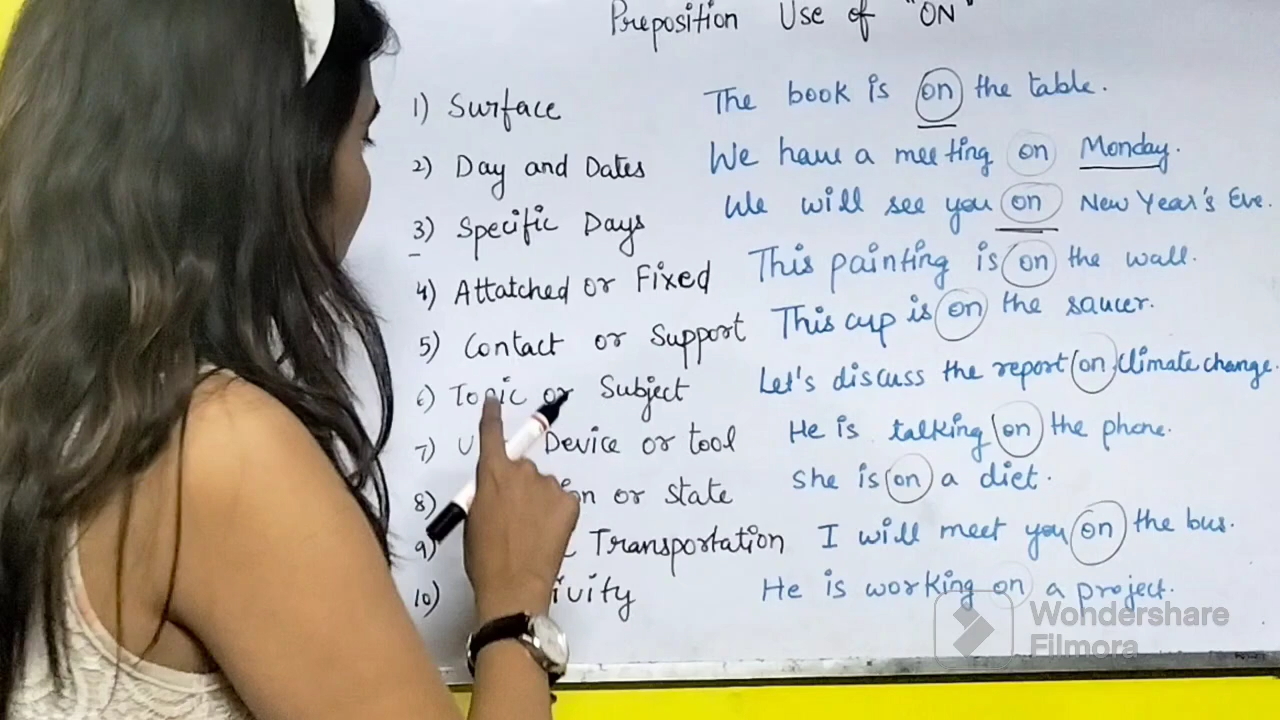 Preposition Use of "ON"
1) Surface The book is on the table.
2) Day and Dates We have a meeting on Monday.
3) Specific Days We will see you on New Year's Eve.
4) Attatched or Fixed This painting is on the wall.
5) Contact or Support This cup is on the saucer.
6) Topic or Subject Let's discuss the report on climate change.
7) Device or tool He is talking on the phone.
8) or state She is on a diet.
9) Transportation I will meet you on the bus.
10) He is working on a project.
Wondershare
Filmora